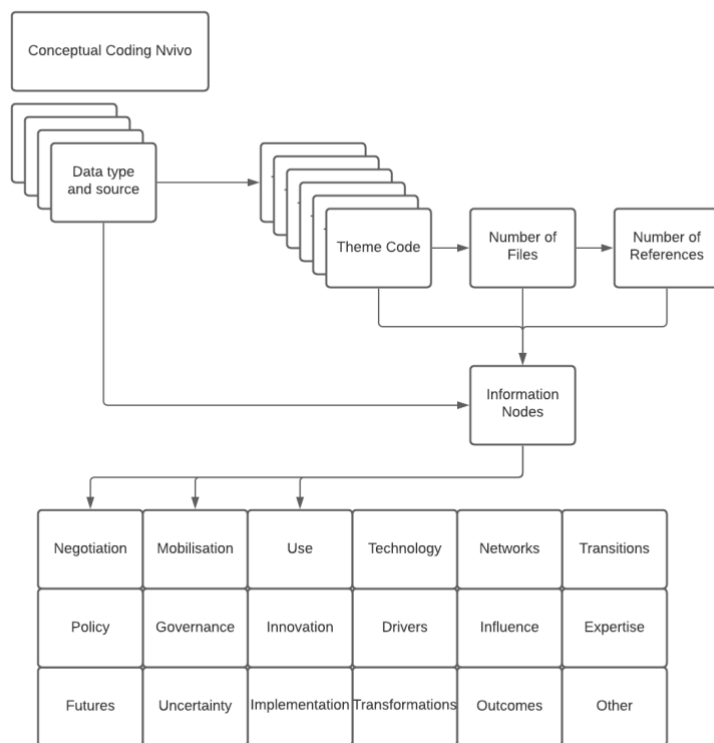 Conceptual Coding Nvivo
Data type
and source
Theme Code
Number of
Files
Number of
References
Information
Nodes
Negotiation
Mobilisation
Use
Technology
Networks
Transitions
Policy
Governance
Innovation
Drivers
Influence
Expertise
Futures
Uncertainty
Implementation
Transformations
Outcomes
Other